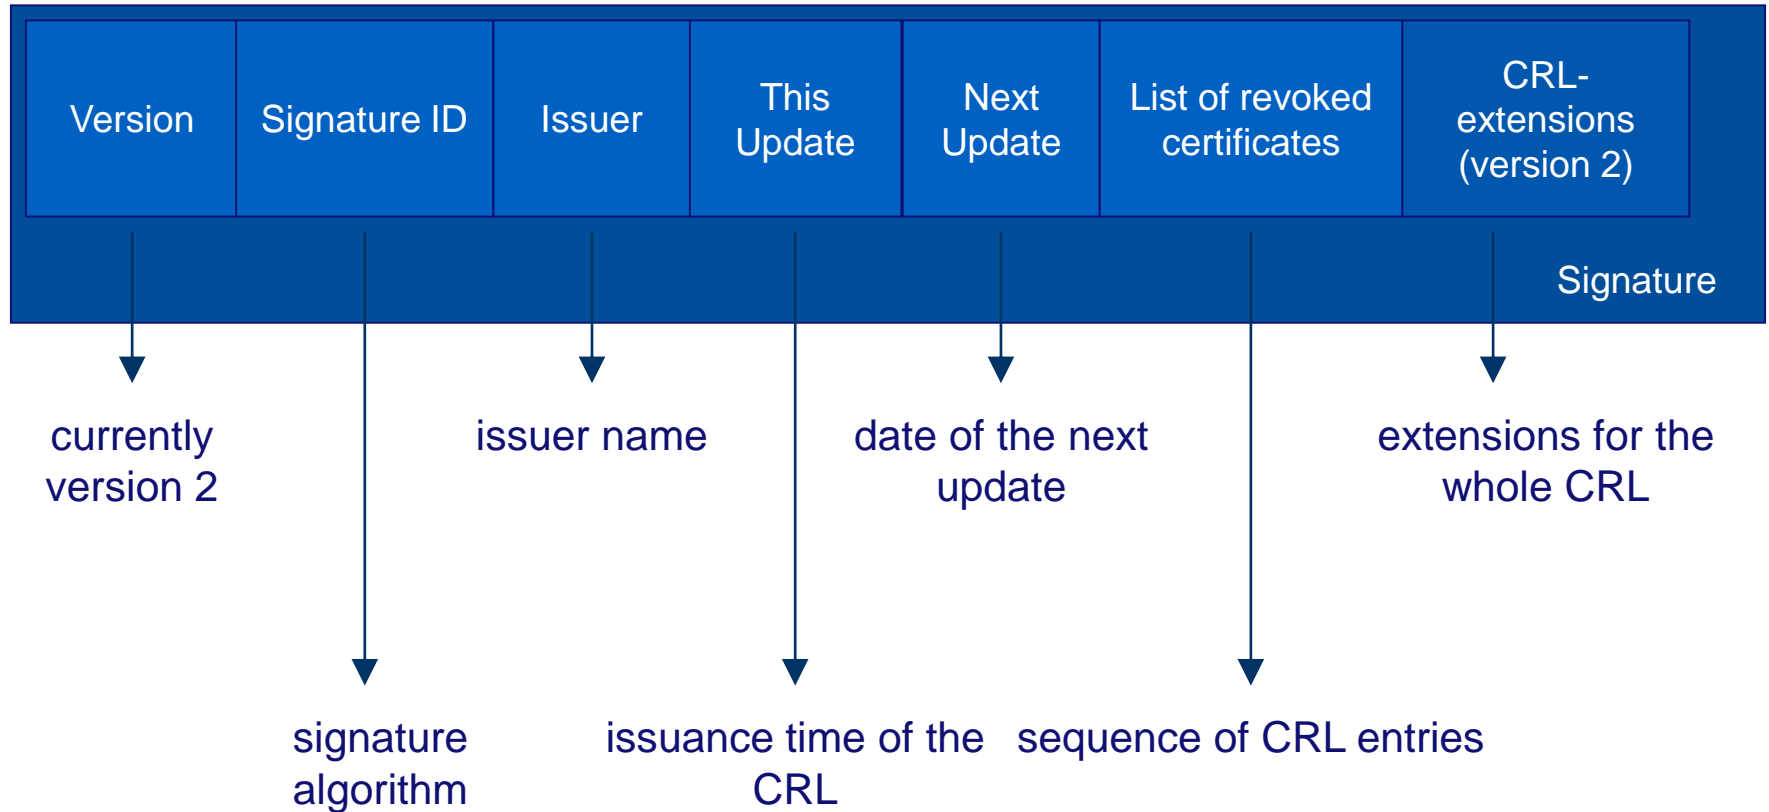 Version
Signature ID
Issuer
This
Update
Next
Update
List of revoked
certificates
CRL-
extensions
(version 2)
Signature
currently
version 2
issuer name
date of the next
update
extensions for the
whole CRL
signature
algorithm
issuance time of the
CRL
sequence of CRL entries